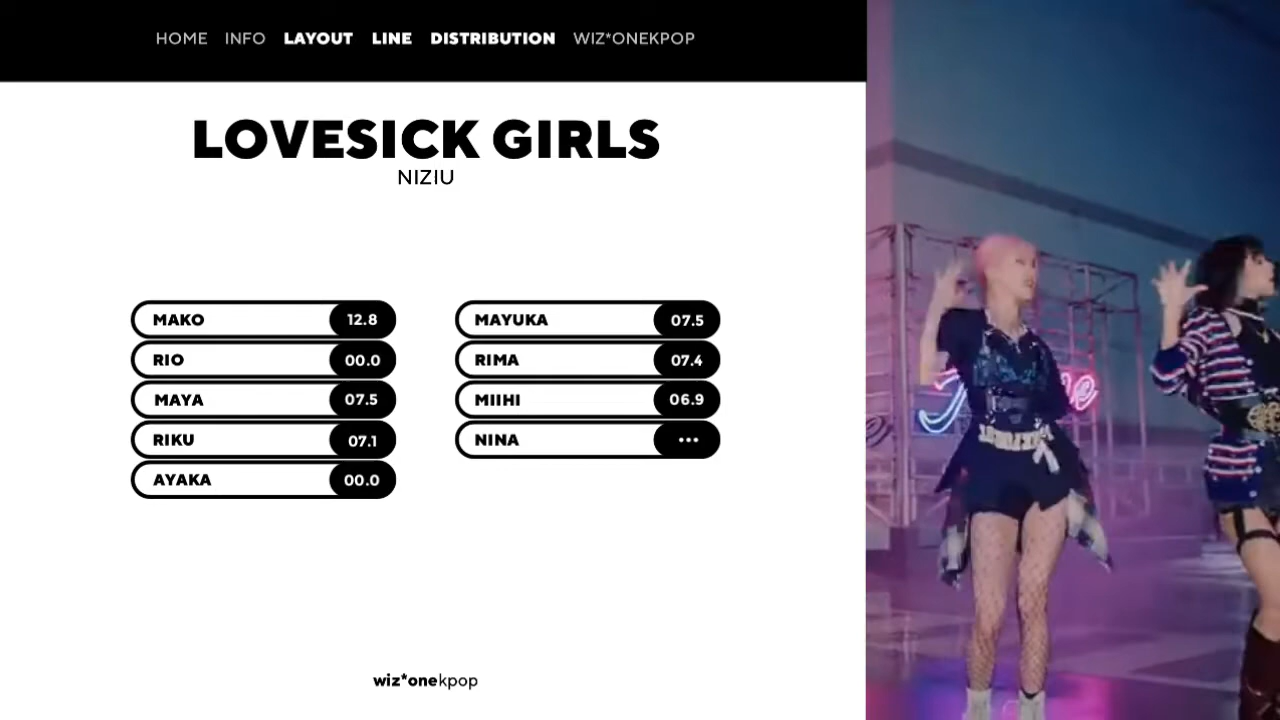 HOME INFO LAYOUT LINE DISTRIBUTION WIZ*ONEKPOP
LOVESICK GIRLS
NIZIU
MAKO 12.8
RIO 00.0
MAYA 07.5
RIKU 07.1
AYAKA 00.0
MAYUKA 07.5
RIMA 07.4
MIIHI 06.9
NINA •••
wiz*onekpop